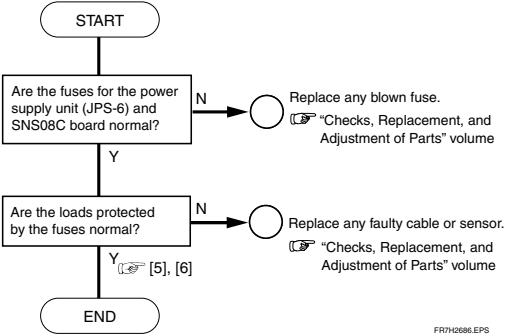 START
Are the fuses for the power
supply unit (JPS-6) and
SNS08C board normal?
N
Replace any blown fuse.
☞ “Checks, Replacement, and
Adjustment of Parts” volume
Y
Are the loads protected
by the fuses normal?
N
Replace any faulty cable or sensor.
☞ “Checks, Replacement, and
Adjustment of Parts” volume
Y
☞ [5], [6]
END
FR7H2686.EPS